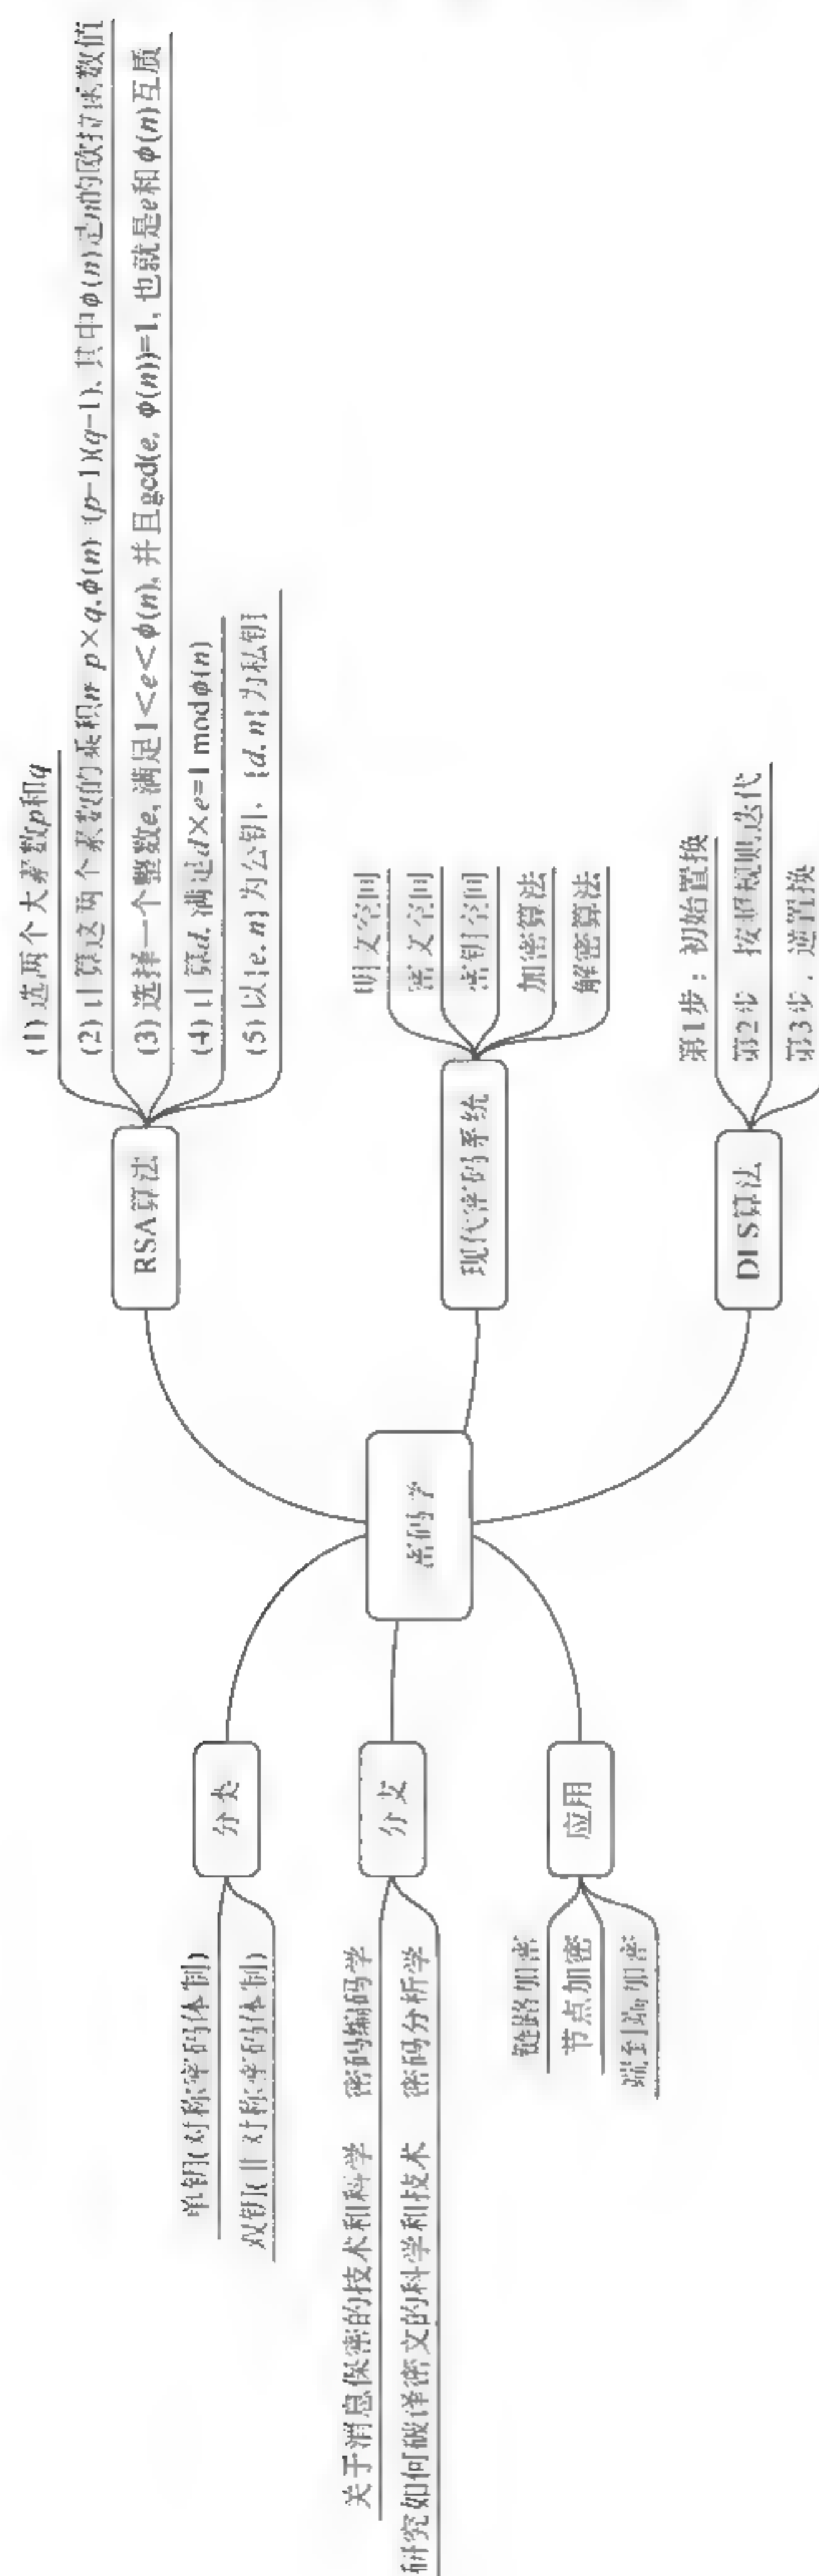 (1) 选两个大素数p和q
(2) 计算这两个素数的乘积n=p×q,ϕ(n)=(p-1)(q-1),其中ϕ(n)是n的欧拉函数值
(3) 选择一个整数e,满足1<e<ϕ(n),并且gcd(e, ϕ(n))=1,也就是e和ϕ(n)互质
(4) 计算d,满足d×e=1 mod ϕ(n)
(5) 以{e,n}为公钥,{d,n}为私钥
RSA算法
明文空间
密文空间
密钥空间
加密算法
解密算法
现代密码系统
第1步:初始置换
第2步:按照规则迭代
第3步:逆置换
DES算法
密码学
分类
单钥(对称密码体制)
双钥(非对称密码体制)
分支
关于消息保密的技术和科学 密码编码学
研究如何破译密文的科学和技术 密码分析学
应用
链路加密
节点加密
端到端加密